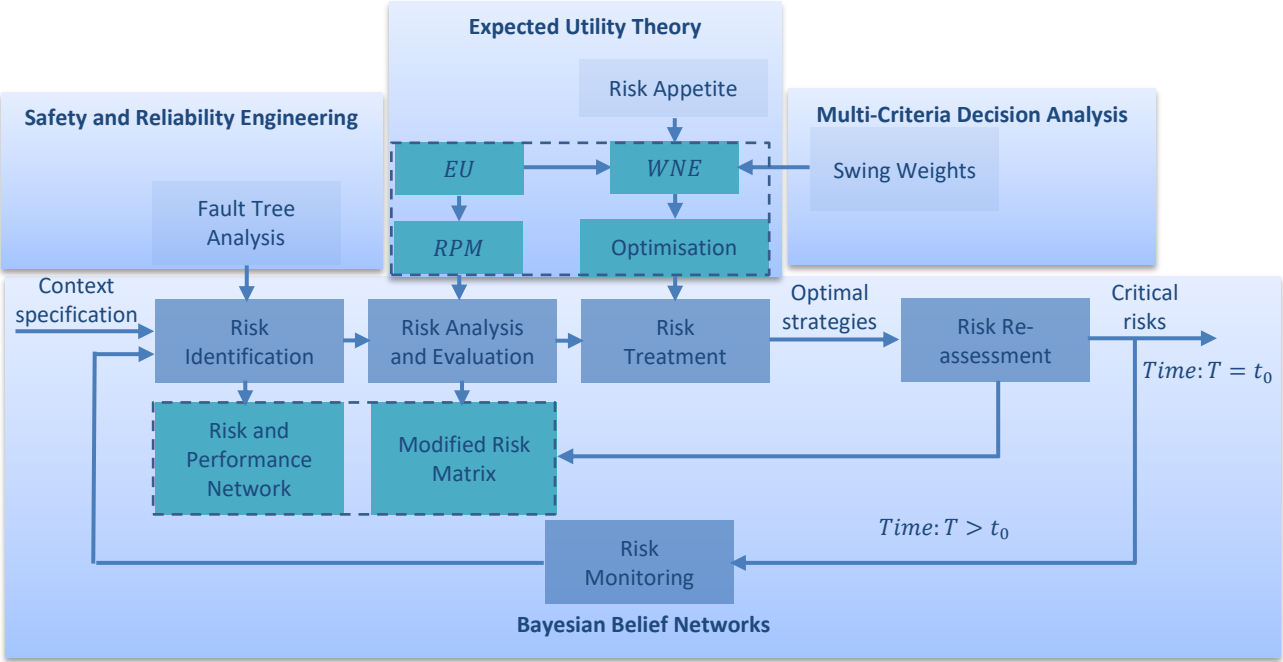 Expected Utility Theory
Risk Appetite
Safety and Reliability Engineering
Multi-Criteria Decision Analysis
EU
WNE
Swing Weights
Fault Tree
Analysis
RPM
Optimisation
Context
specification
Risk
Identification
Risk Analysis
and Evaluation
Risk
Treatment
Optimal
strategies
Risk Re-
assessment
Critical
risks
Time: T = t₀
Risk and
Performance
Network
Modified Risk
Matrix
Time: T > t₀
Risk
Monitoring
Bayesian Belief Networks